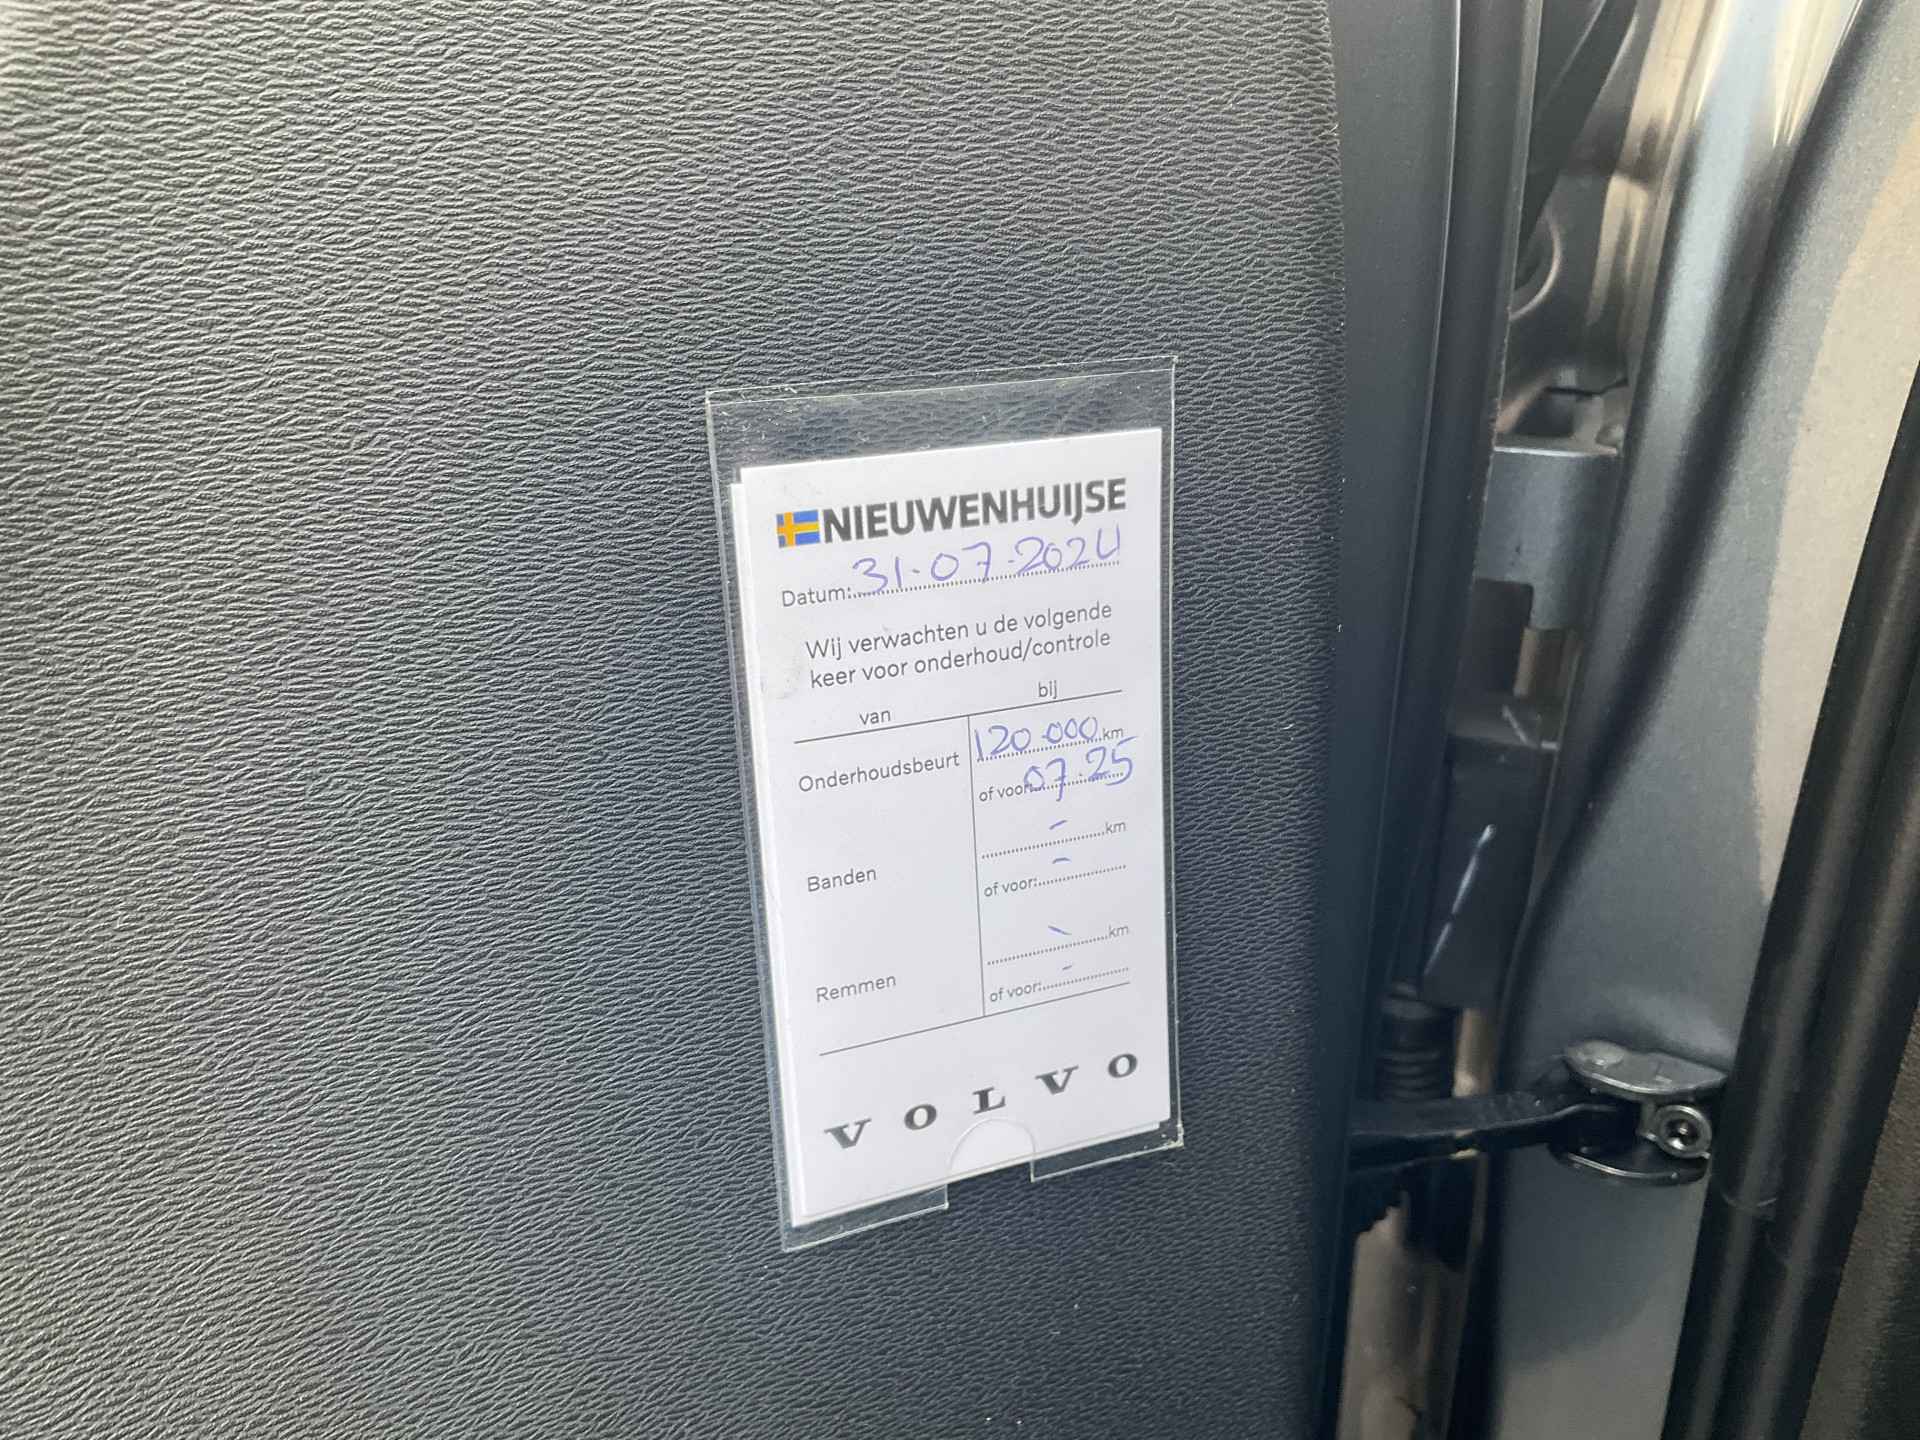 NIEUWENHUIJSE
Datum: 31-07-2024
Wij verwachten u de volgende
keer voor onderhoud/controle
van bij
Onderhoudsbeurt 120.000 km
of voor: 07-25
- km
Banden
of voor: -
- km
Remmen
of voor: -
VOLVO